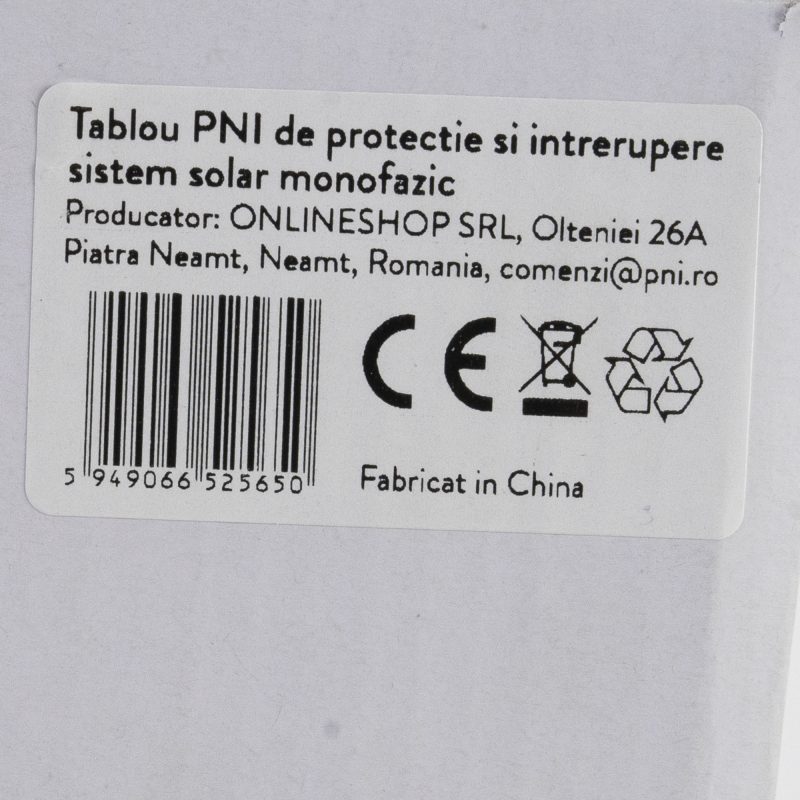 Tablou PNI de protectie si intrerupere
sistem solar monofazic
Producator: ONLINESHOP SRL, Olteniei 26A
Piatra Neamt, Neamt, Romania, comenzi@pni.ro
CE
5 949066 525650
Fabricat in China